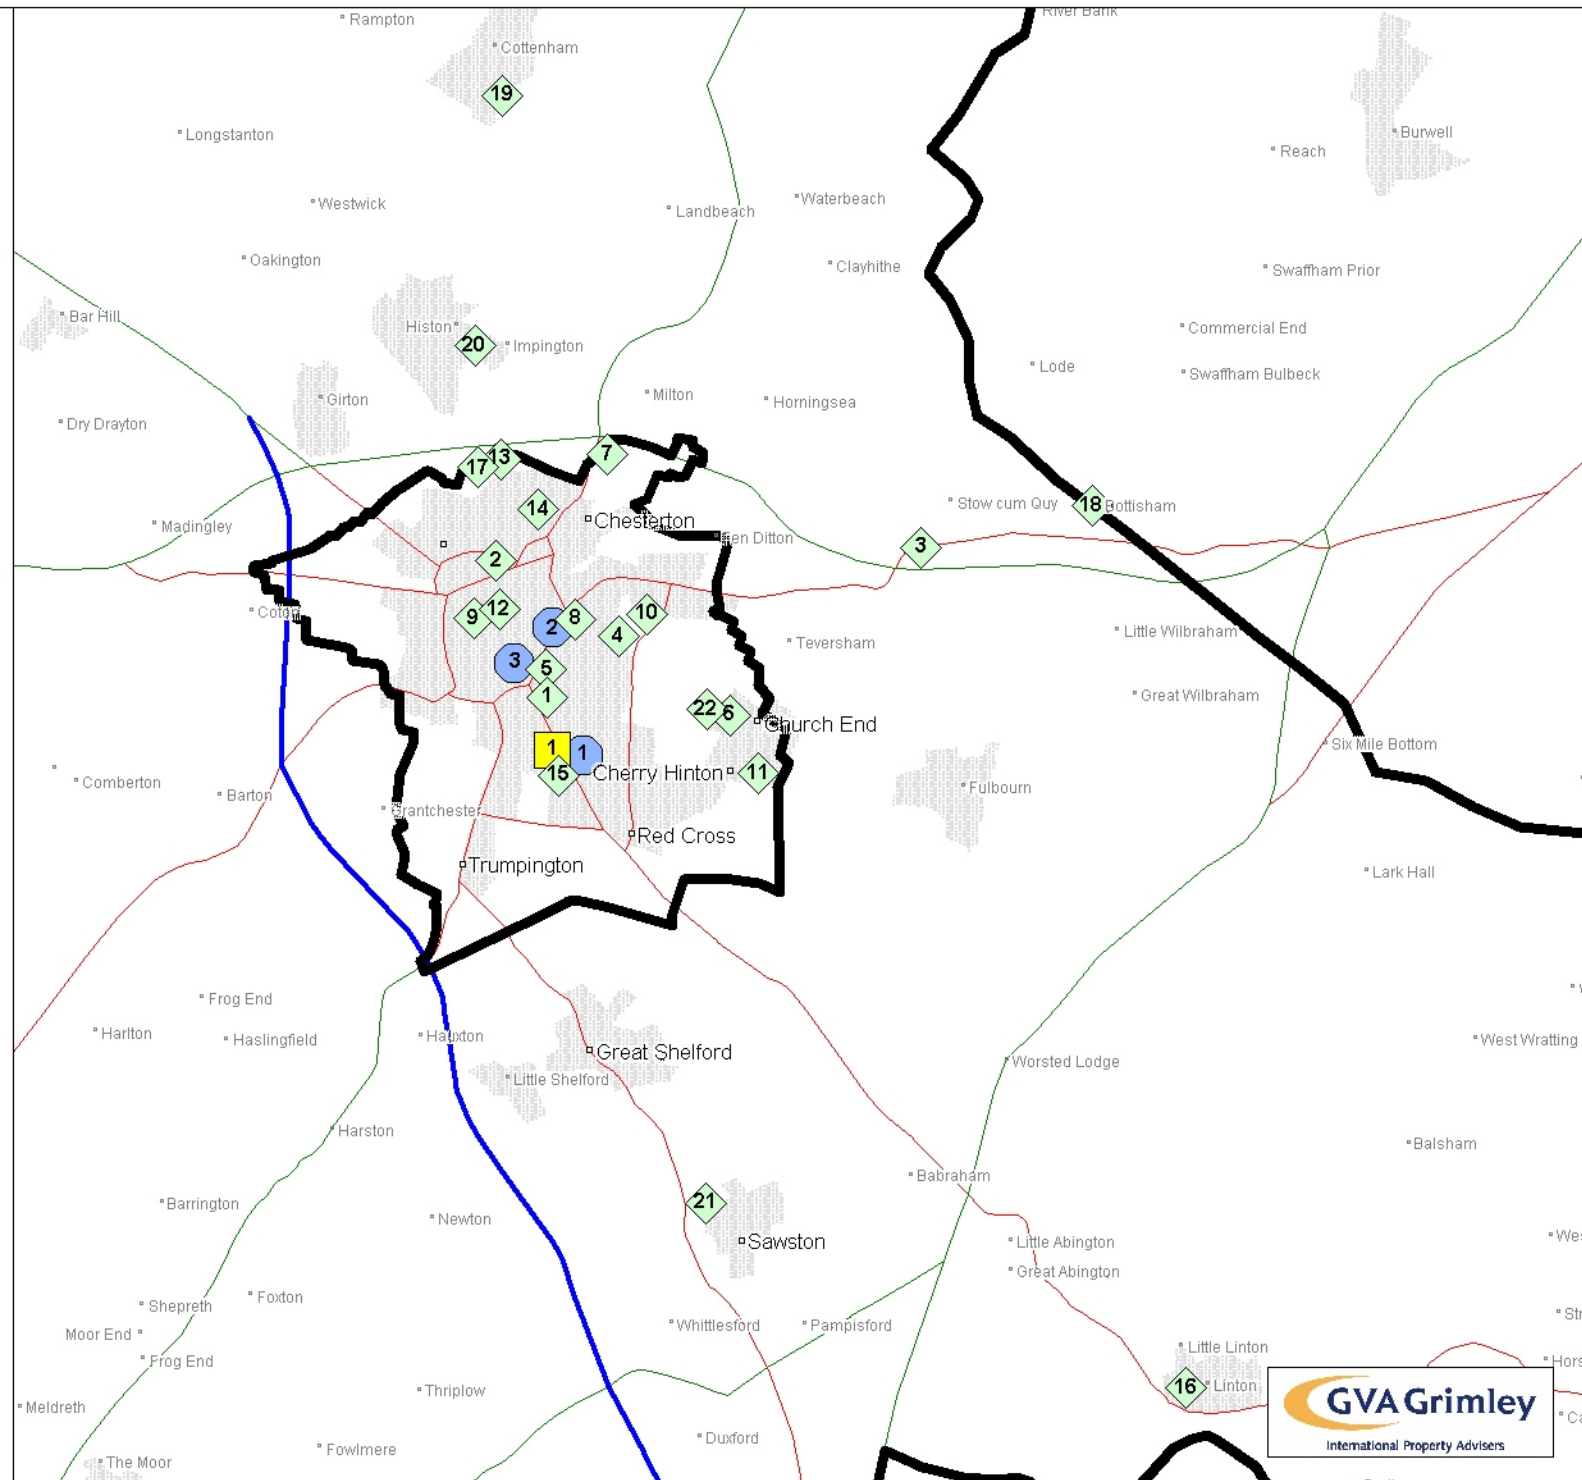 River Bank
Rampton
Cottenham
19
Longstanton
Burwell
Reach
Westwick
Waterbeach
Landbeach
Oakington
Clayhithe
Swaffham Prior
Bar Hill
Histon
Commercial End
20
Impington
Lode
Swaffham Bulbeck
Milton
Girton
Horningsea
Dry Drayton
7
13
17
Stow cum Quy
18
Bottisham
14
Chesterton
Madingley
Fen Ditton
3
2
Coton
9
12
8
10
2
4
Little Wilbraham
Teversham
3
5
1
Great Wilbraham
22
6
Church End
Six Mile Bottom
1
1
15
Cherry Hinton
11
Comberton
Fulbourn
Barton
Grantchester
Red Cross
Trumpington
Lark Hall
Frog End
Harlton
Haslingfield
Hauxton
West Wratting
Great Shelford
Worsted Lodge
Little Shelford
Harston
Balsham
Babraham
Barrington
21
Newton
Sawston
Little Abington
Wes
Great Abington
Foxton
Shepreth
Str
Moor End
Whittlesford
Pampisford
Little Linton
Frog End
Hors
16
Linton
Thriplow
Meldreth
GVA Grimley
Ca
Duxford
International Property Advisers
Fowlmere
The Moor